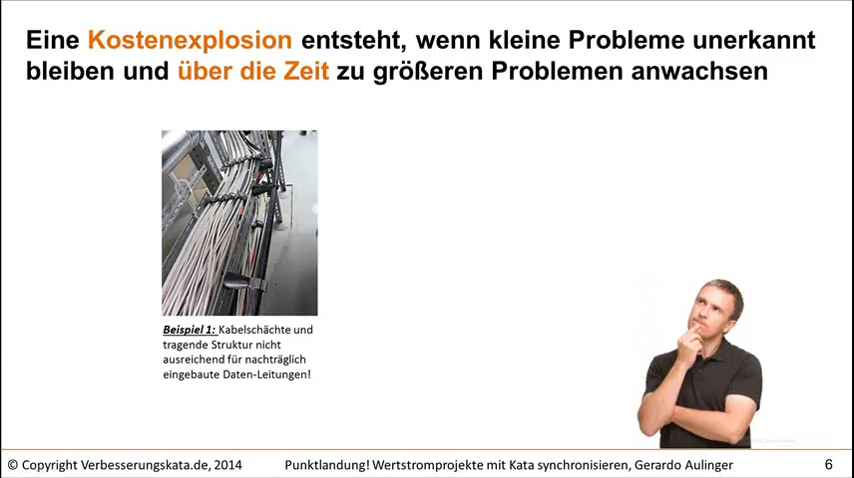 Eine Kostenexplosion entsteht, wenn kleine Probleme unerkannt
bleiben und über die Zeit zu größeren Problemen anwachsen
Beispiel 1: Kabelschächte und
tragende Struktur nicht
ausreichend für nachträglich
eingebaute Daten-Leitungen!
© Copyright Verbesserungskata.de, 2014
Punktlandung! Wertstromprojekte mit Kata synchronisieren, Gerardo Aulinger
6